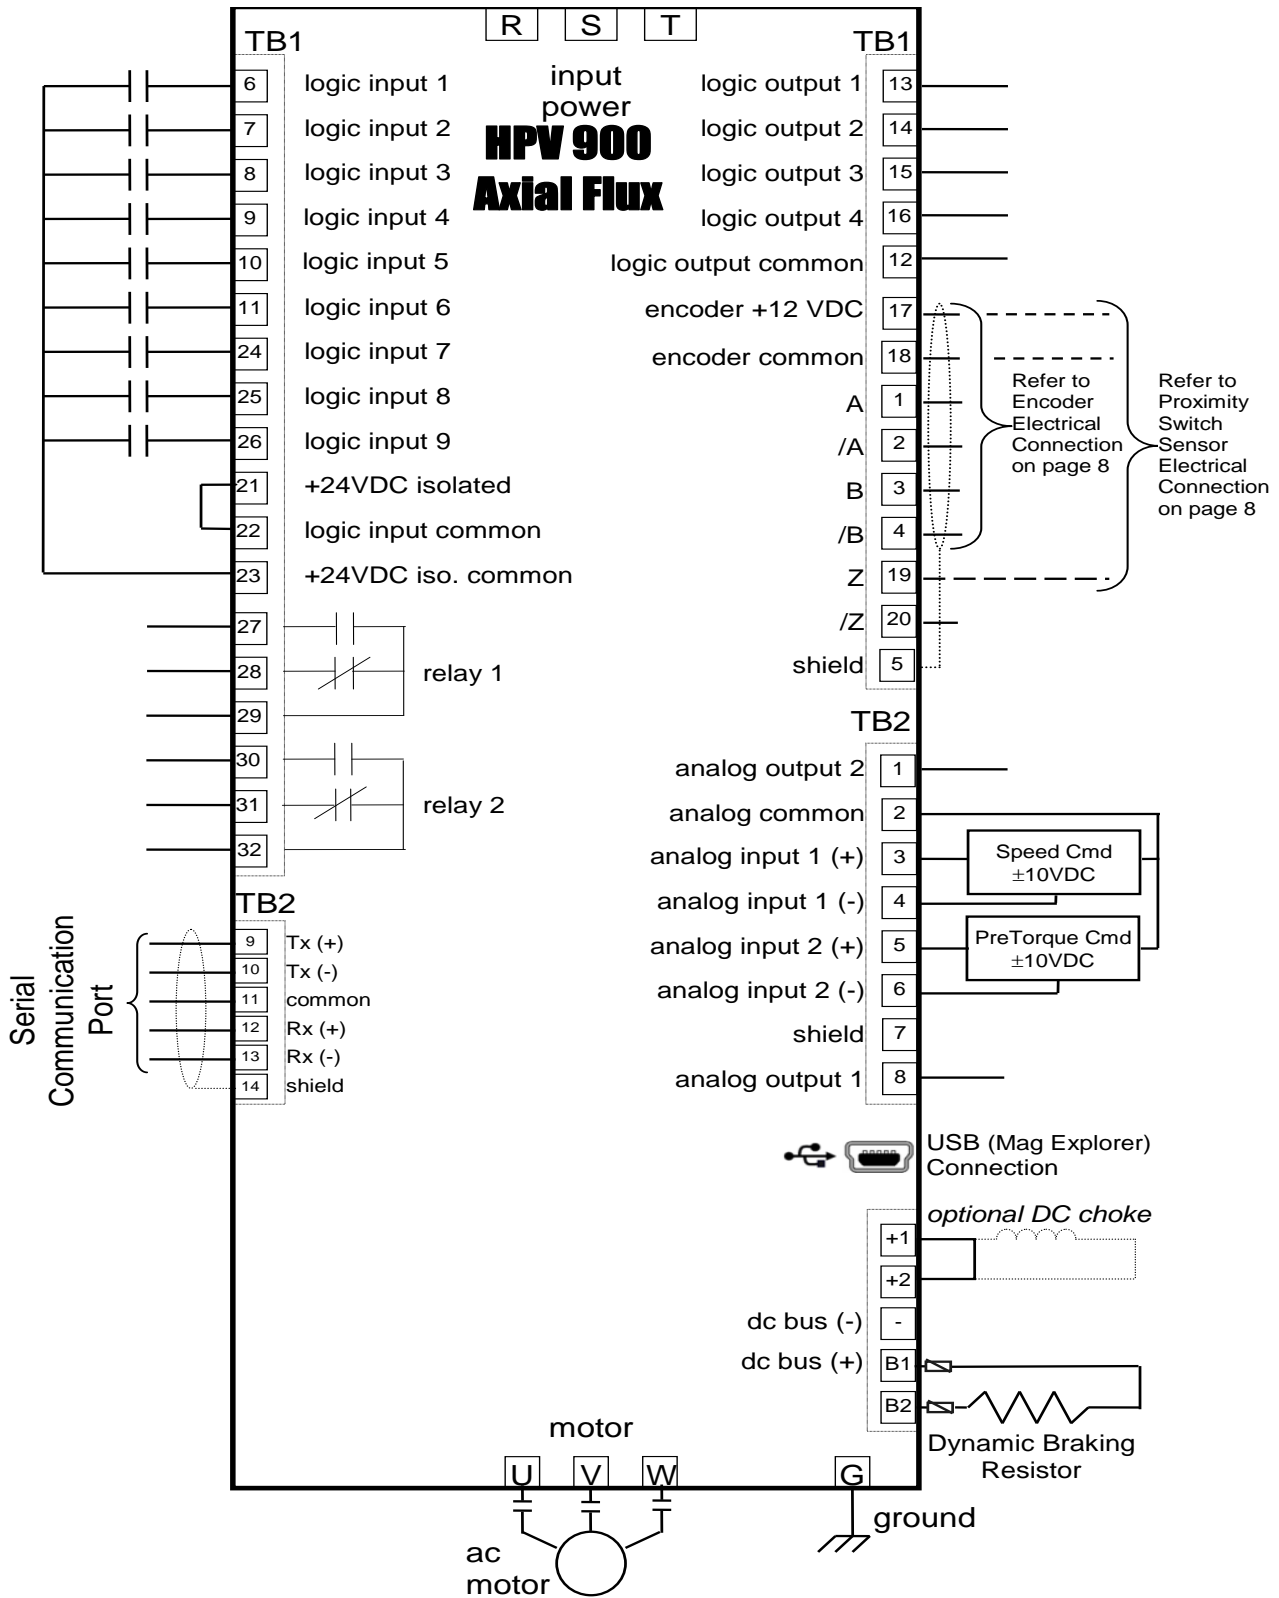 R S T
TB1
TB1
input
power
HPV 900
Axial Flux
6 logic input 1
7 logic input 2
8 logic input 3
9 logic input 4
10 logic input 5
11 logic input 6
24 logic input 7
25 logic input 8
26 logic input 9
21 +24VDC isolated
22 logic input common
23 +24VDC iso. common
27
28 relay 1
29
30
31 relay 2
32
TB2
9 Tx (+)
10 Tx (-)
11 common
12 Rx (+)
13 Rx (-)
14 shield
Serial
Communication
Port
logic output 1 13
logic output 2 14
logic output 3 15
logic output 4 16
logic output common 12
encoder +12 VDC 17
encoder common 18
A 1
/A 2
B 3
/B 4
Z 19
/Z 20
shield 5
Refer to
Encoder
Electrical
Connection
on page 8
Refer to
Proximity
Switch
Sensor
Electrical
Connection
on page 8
TB2
analog output 2 1
analog common 2
analog input 1 (+) 3
analog input 1 (-) 4
analog input 2 (+) 5
analog input 2 (-) 6
shield 7
analog output 1 8
Speed Cmd
±10VDC
PreTorque Cmd
±10VDC
USB (Mag Explorer)
Connection
optional DC choke
+1
+2
dc bus (-) -
dc bus (+) B1
B2
Dynamic Braking
Resistor
motor
U V W G
ground
ac
motor